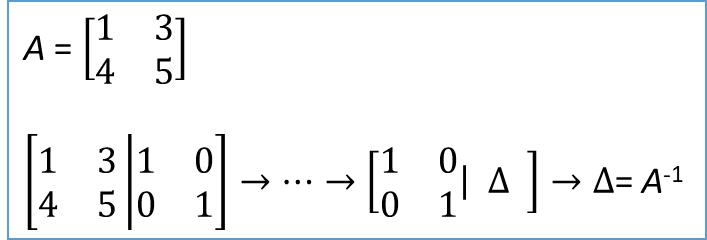 A = [1 3
4 5]
[1 3 | 1 0
4 5 | 0 1] → ⋯ → [1 0 | Δ
0 1] → Δ= A⁻¹